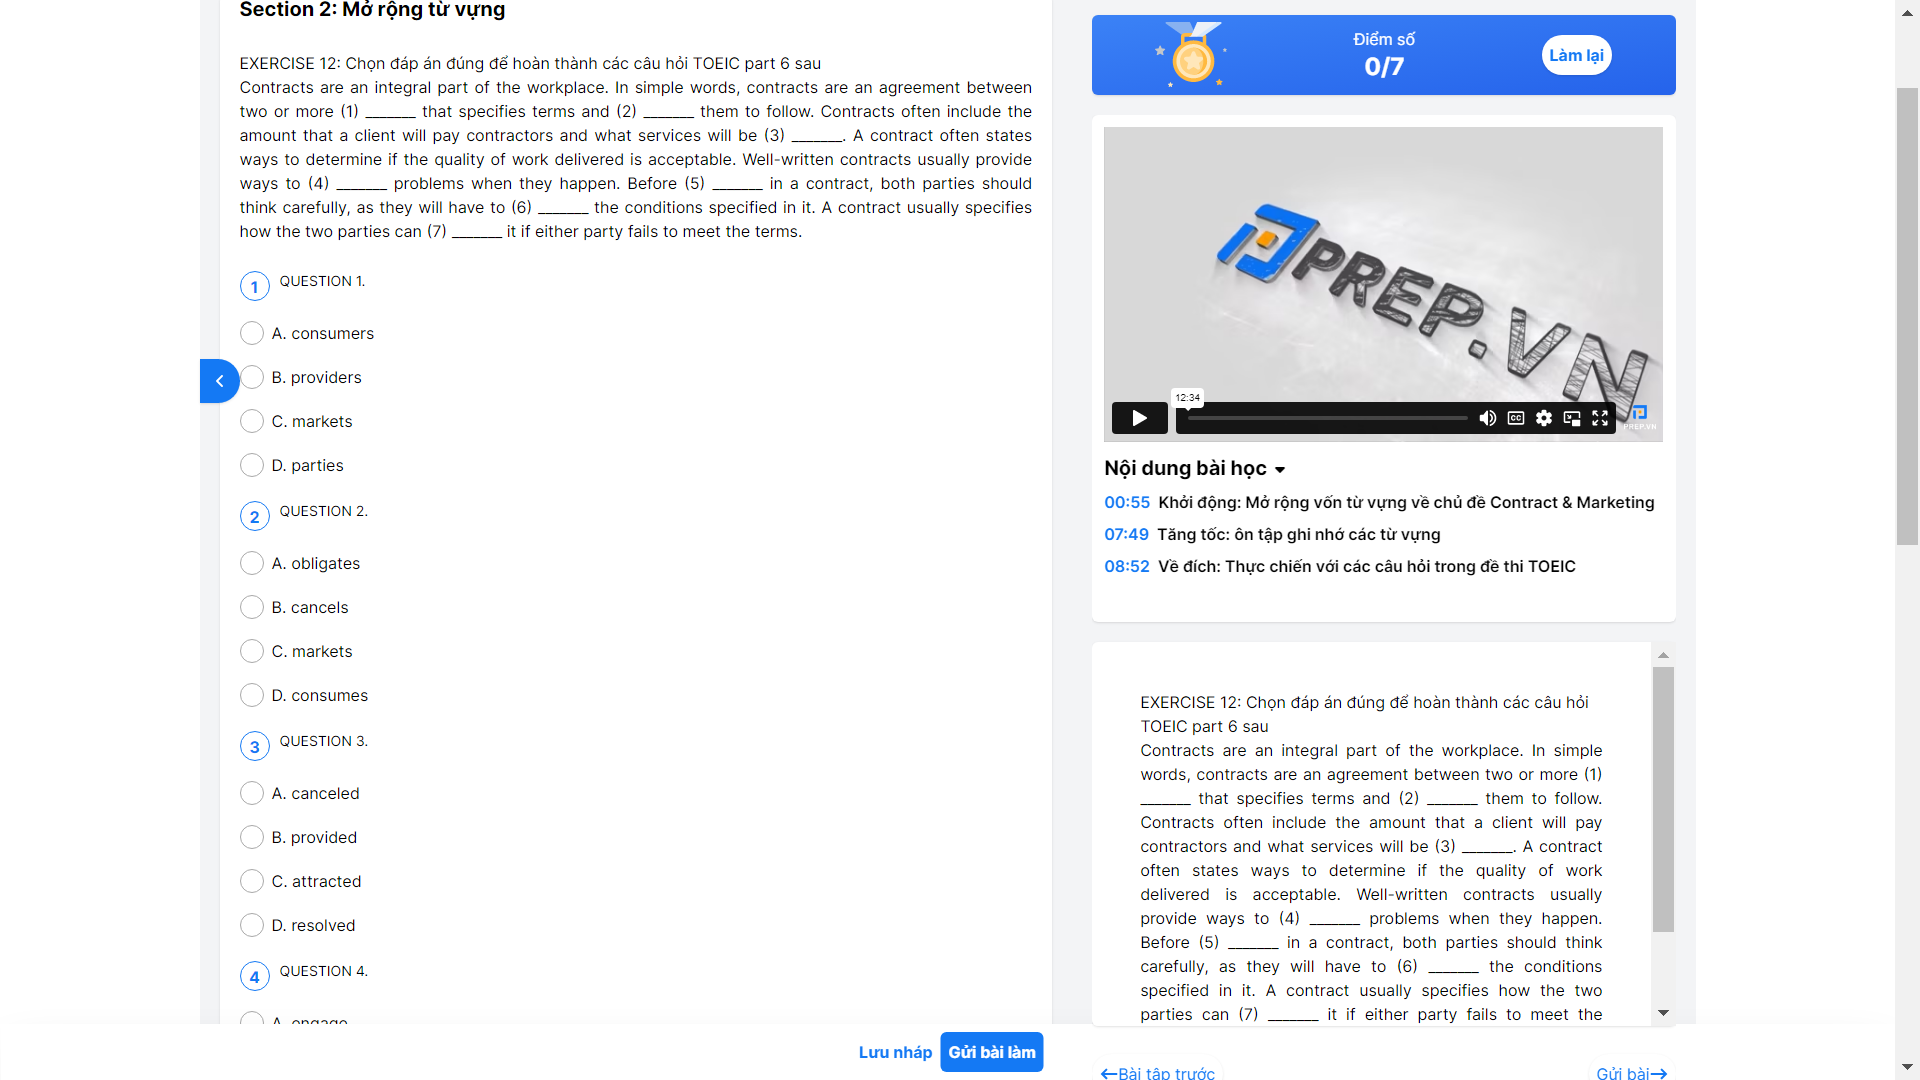 Section 2: Mở rộng từ vựng
EXERCISE 12: Chọn đáp án đúng để hoàn thành các câu hỏi TOEIC part 6 sau
Contracts are an integral part of the workplace. In simple words, contracts are an agreement between
two or more (1) ______ that specifies terms and (2) ______ them to follow. Contracts often include the
amount that a client will pay contractors and what services will be (3) ______. A contract often states
ways to determine if the quality of work delivered is acceptable. Well-written contracts usually provide
ways to (4) ______ problems when they happen. Before (5) ______ in a contract, both parties should
think carefully, as they will have to (6) ______ the conditions specified in it. A contract usually specifies
how the two parties can (7) ______ it if either party fails to meet the terms.
1 QUESTION 1.
A. consumers
B. providers
C. markets
D. parties
2 QUESTION 2.
A. obligates
B. cancels
C. markets
D. consumes
3 QUESTION 3.
A. canceled
B. provided
C. attracted
D. resolved
4 QUESTION 4.
A. engage
Lưu nháp
Gửi bài làm
Điểm số
0/7
Làm lại
PREP.VN
12:34
CC
PREP.VN
Nội dung bài học
00:55 Khởi động: Mở rộng vốn từ vựng về chủ đề Contract & Marketing
07:49 Tăng tốc: ôn tập ghi nhớ các từ vựng
08:52 Về đích: Thực chiến với các câu hỏi trong đề thi TOEIC
EXERCISE 12: Chọn đáp án đúng để hoàn thành các câu hỏi
TOEIC part 6 sau
Contracts are an integral part of the workplace. In simple
words, contracts are an agreement between two or more (1)
______ that specifies terms and (2) ______ them to follow.
Contracts often include the amount that a client will pay
contractors and what services will be (3) ______. A contract
often states ways to determine if the quality of work
delivered is acceptable. Well-written contracts usually
provide ways to (4) ______ problems when they happen.
Before (5) ______ in a contract, both parties should think
carefully, as they will have to (6) ______ the conditions
specified in it. A contract usually specifies how the two
parties can (7) ______ it if either party fails to meet the
←Bài tập trước
Gửi bài→